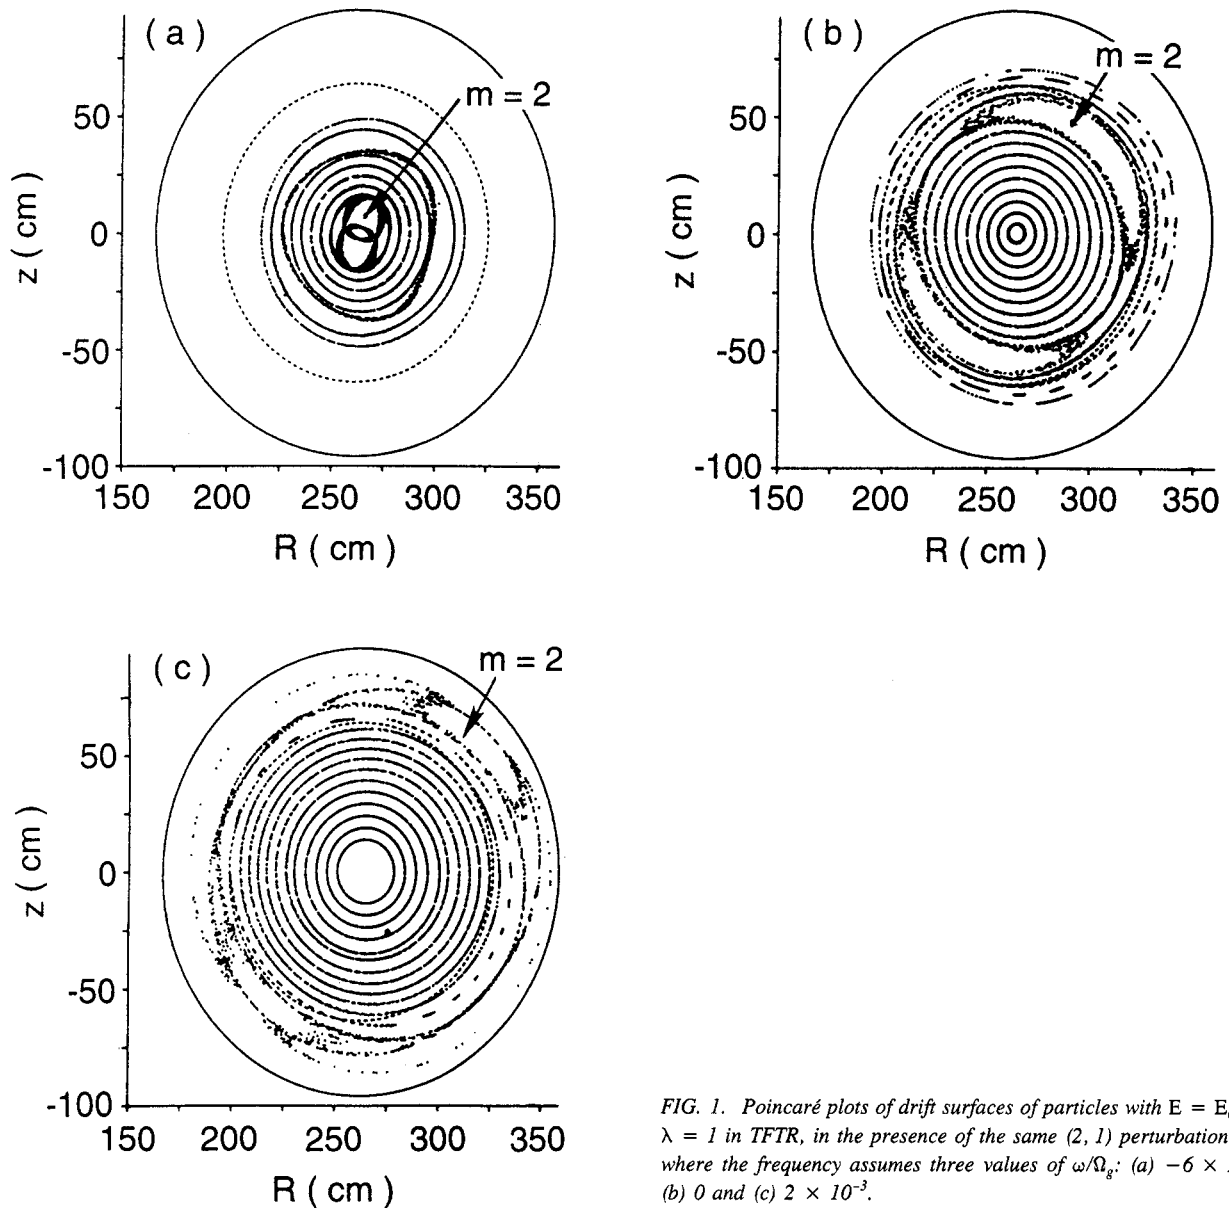 (a)
m = 2
50
0
-50
-100
z (cm)
150 200 250 300 350
R (cm)
(b)
m = 2
50
0
-50
-100
z (cm)
150 200 250 300 350
R (cm)
(c)
m = 2
50
0
-50
-100
z (cm)
150 200 250 300 350
R (cm)
FIG. 1. Poincaré plots of drift surfaces of particles with E =
λ = 1 in TFTR, in the presence of the same (2, 1) perturbation
where the frequency assumes three values of ω/Ωg: (a) −6 ×
(b) 0 and (c) 2 × 10⁻³.